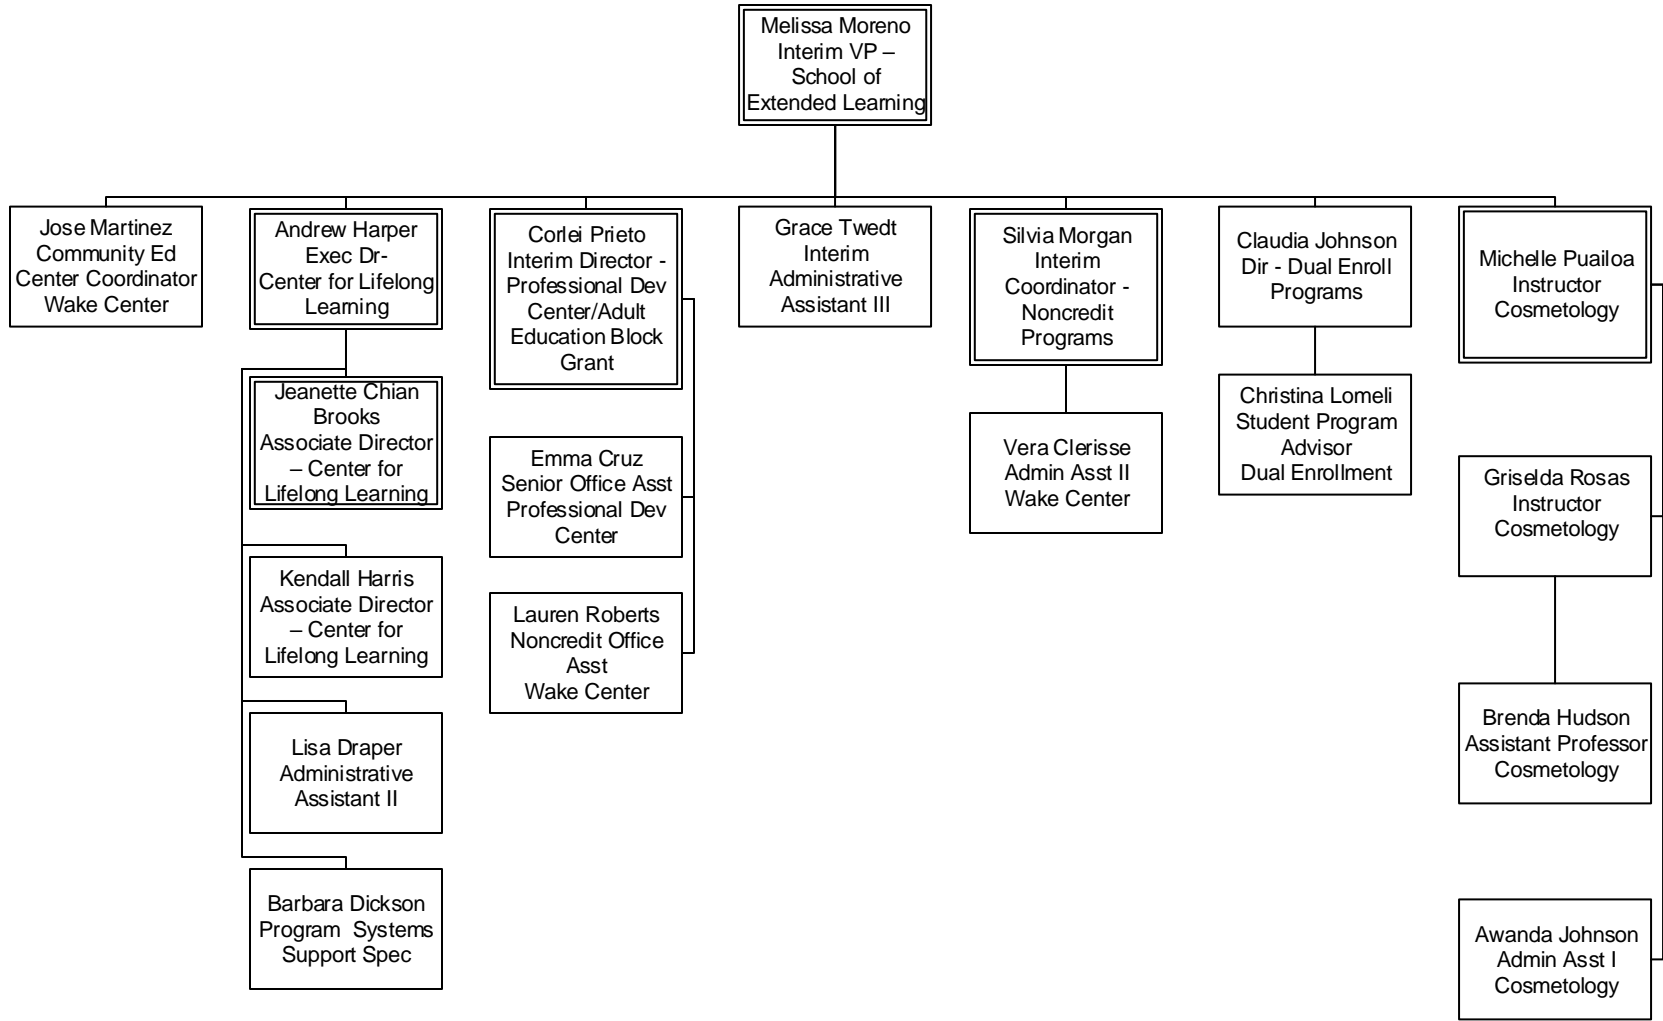 Melissa Moreno
Interim VP –
School of
Extended Learning
Jose Martinez
Community Ed
Center Coordinator
Wake Center
Andrew Harper
Exec Dr-
Center for Lifelong
Learning
Jeanette Chian
Brooks
Associate Director
– Center for
Lifelong Learning
Kendall Harris
Associate Director
– Center for
Lifelong Learning
Lisa Draper
Administrative
Assistant II
Barbara Dickson
Program Systems
Support Spec
Corlei Prieto
Interim Director -
Professional Dev
Center/Adult
Education Block
Grant
Emma Cruz
Senior Office Asst
Professional Dev
Center
Lauren Roberts
Noncredit Office
Asst
Wake Center
Grace Twedt
Interim
Administrative
Assistant III
Silvia Morgan
Interim
Coordinator -
Noncredit
Programs
Vera Clerisse
Admin Asst II
Wake Center
Claudia Johnson
Dir - Dual Enroll
Programs
Christina Lomeli
Student Program
Advisor
Dual Enrollment
Michelle Puailoa
Instructor
Cosmetology
Griselda Rosas
Instructor
Cosmetology
Brenda Hudson
Assistant Professor
Cosmetology
Awanda Johnson
Admin Asst I
Cosmetology